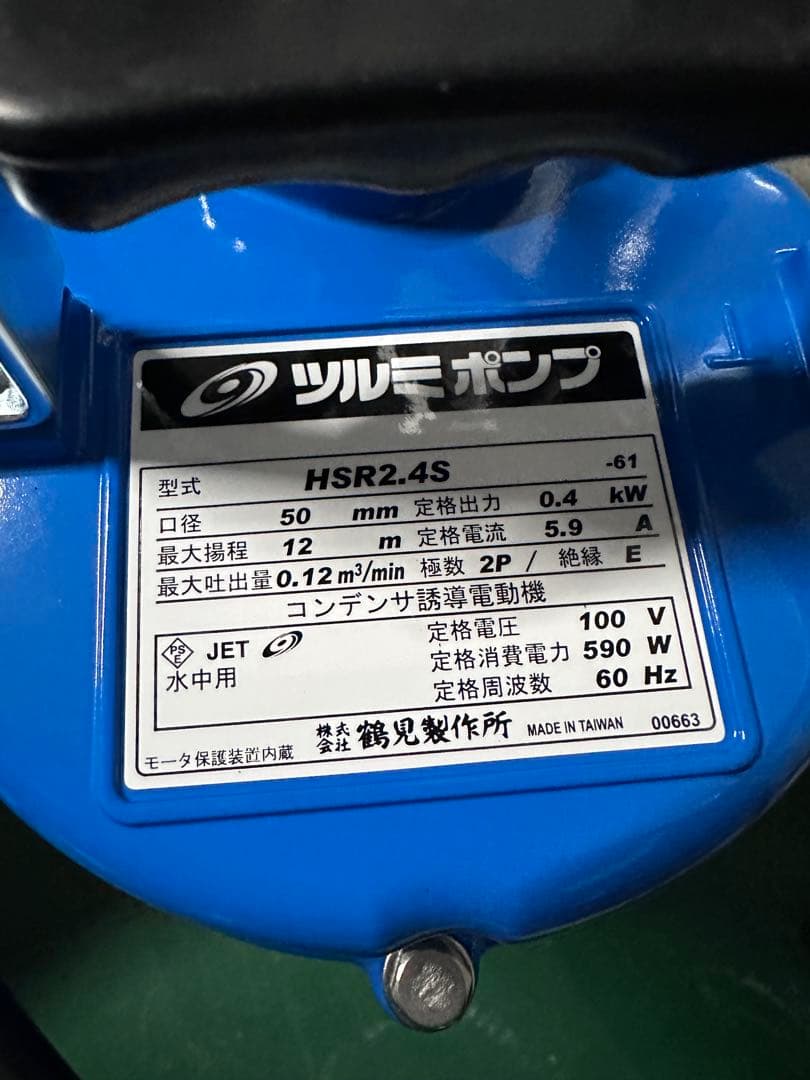 ツルミポンプ
型式 HSR2.4S -61
口径 50 mm 定格出力 0.4 kW
最大揚程 12 m 定格電流 5.9 A
最大吐出量 0.12 m³/min 極数 2P / 絶縁 E
コンデンサ誘導電動機
PS E JET 定格電圧 100 V
水中用 定格消費電力 590 W
定格周波数 60 Hz
モータ保護装置内蔵 株式会社 鶴見製作所 MADE IN TAIWAN 00663